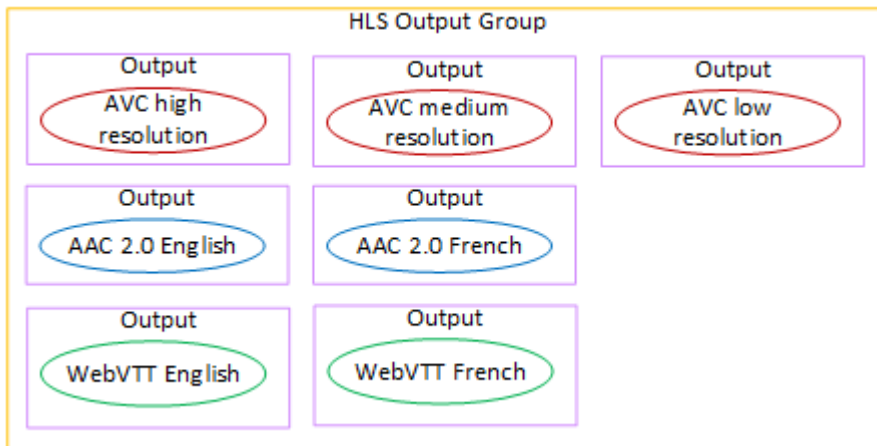 HLS Output Group
Output
AVC high
resolution
Output
AVC medium
resolution
Output
AVC low
resolution
Output
AAC 2.0 English
Output
AAC 2.0 French
Output
WebVTT English
Output
WebVTT French